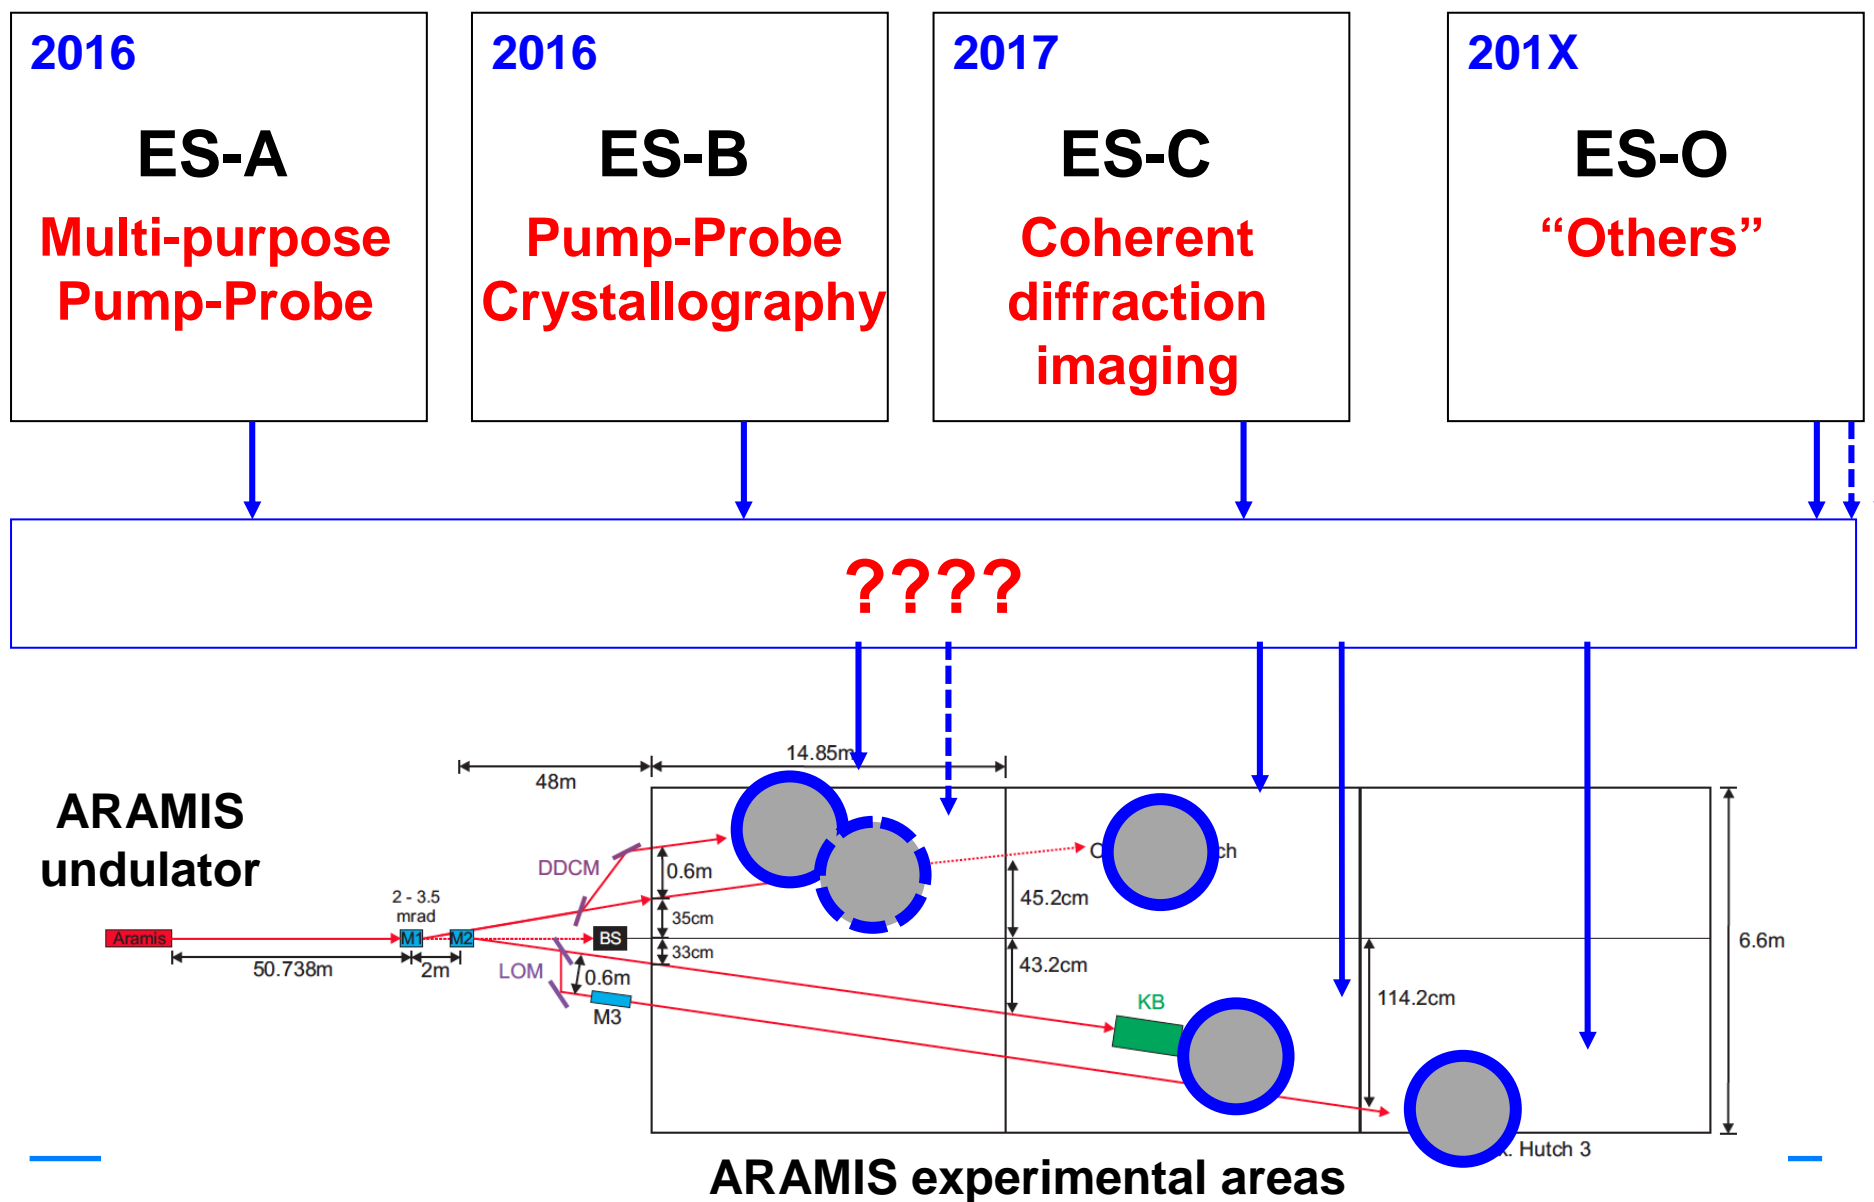 2016
ES-A
Multi-purpose
Pump-Probe
2016
ES-B
Pump-Probe
Crystallography
2017
ES-C
Coherent
diffraction
imaging
201X
ES-O
“Others”
????
14.85m
48m
ARAMIS
undulator
DDCM
0.6m
2 - 3.5
mrad
35cm
45.2cm
Aramis
M1
M2
BS
6.6m
50.738m
2m
LOM
33cm
0.6m
43.2cm
M3
KB
114.2cm
Hutch 3
ARAMIS experimental areas